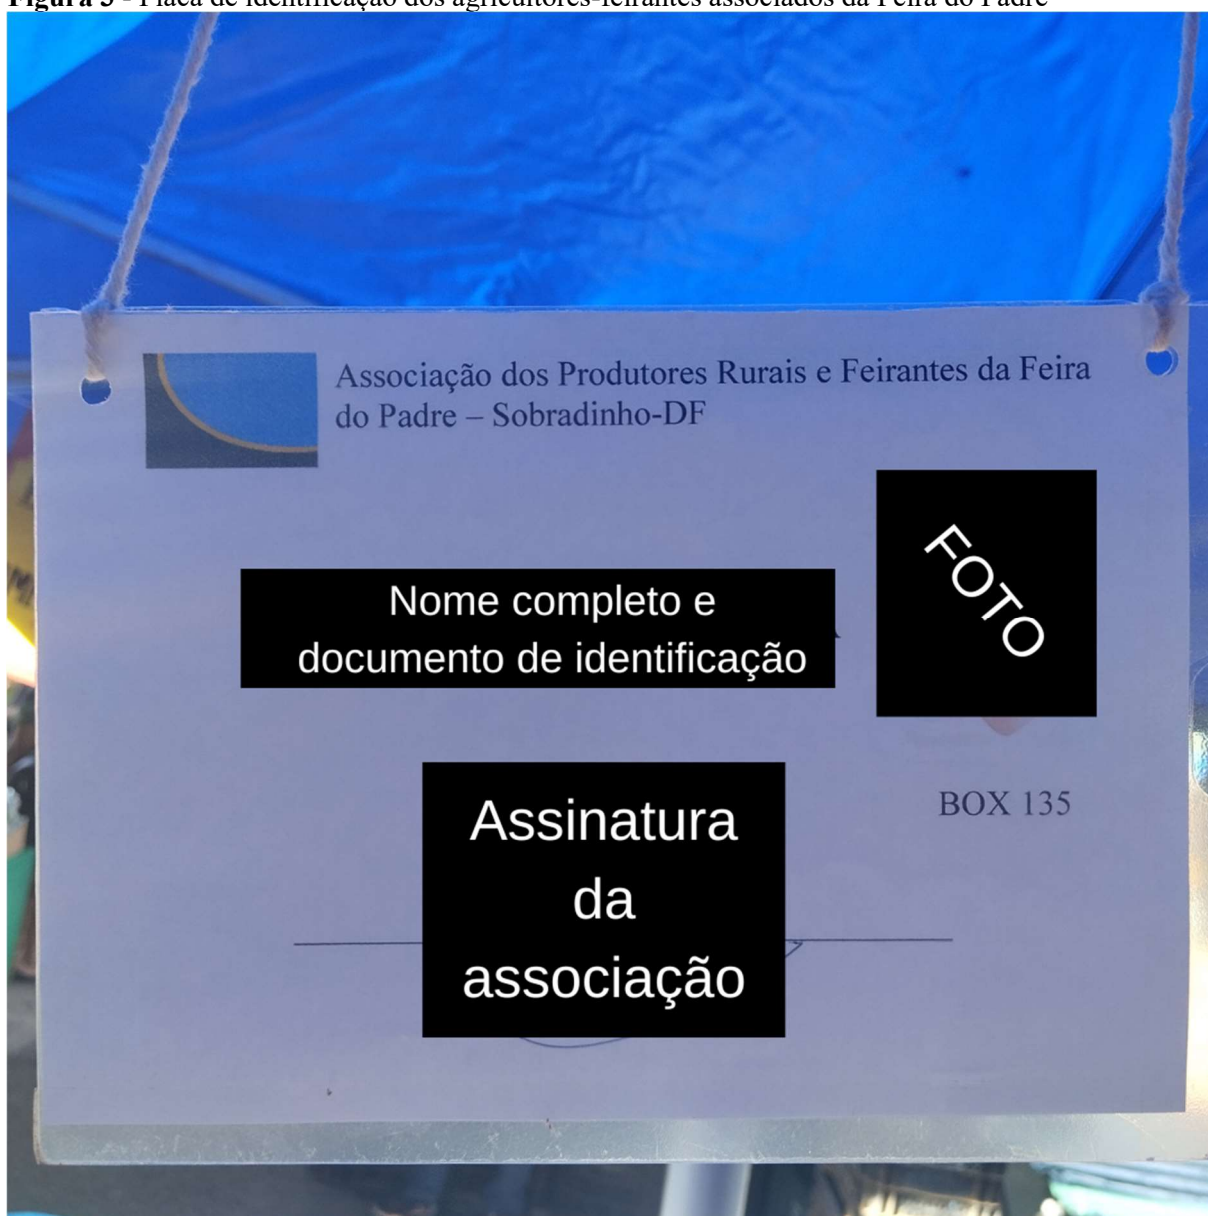 Figura 5 - Placa de identificação dos agricultores-feirantes associados da Feira do Padre
Associação dos Produtores Rurais e Feirantes da Feira
do Padre – Sobradinho-DF
FOTO
Nome completo e
documento de identificação
BOX 135
Assinatura
da
associação